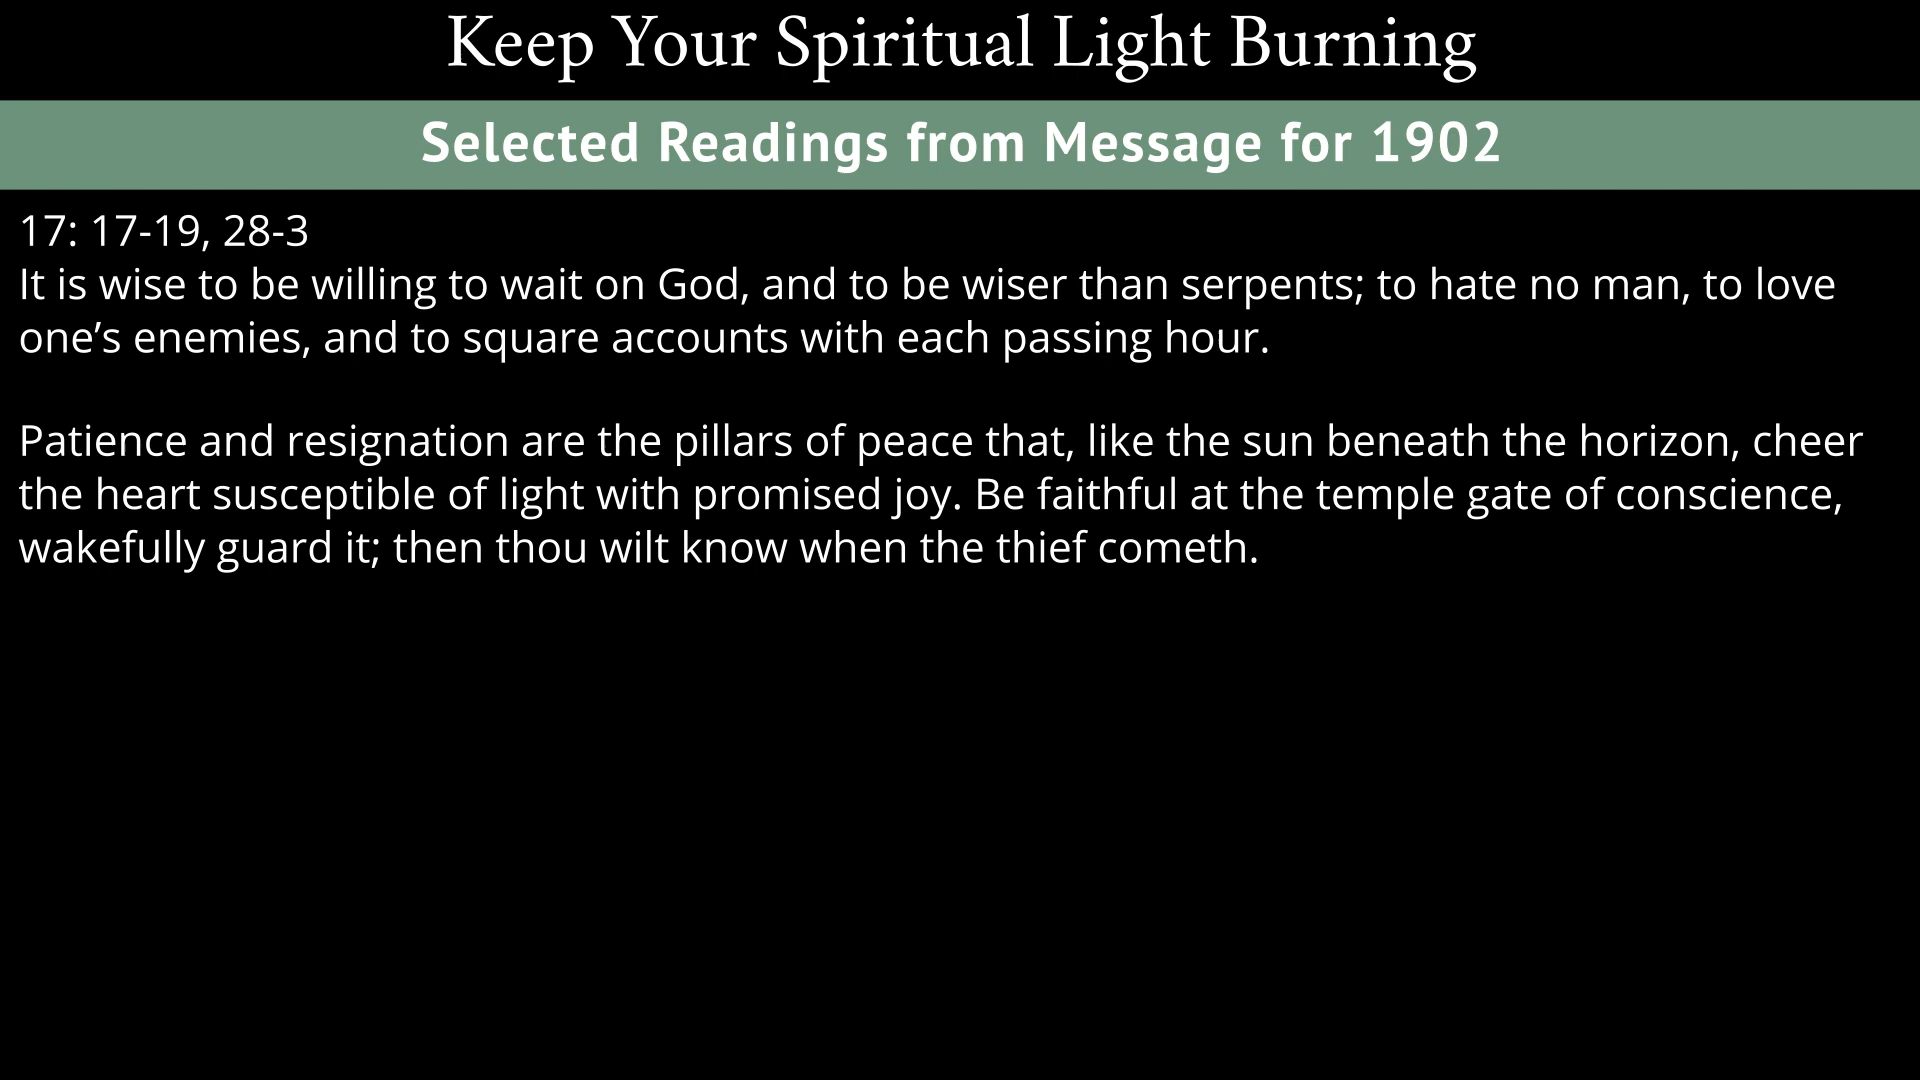 Keep Your Spiritual Light Burning
Selected Readings from Message for 1902
17: 17-19, 28-3
It is wise to be willing to wait on God, and to be wiser than serpents; to hate no man, to love
one’s enemies, and to square accounts with each passing hour.
Patience and resignation are the pillars of peace that, like the sun beneath the horizon, cheer
the heart susceptible of light with promised joy. Be faithful at the temple gate of conscience,
wakefully guard it; then thou wilt know when the thief cometh.